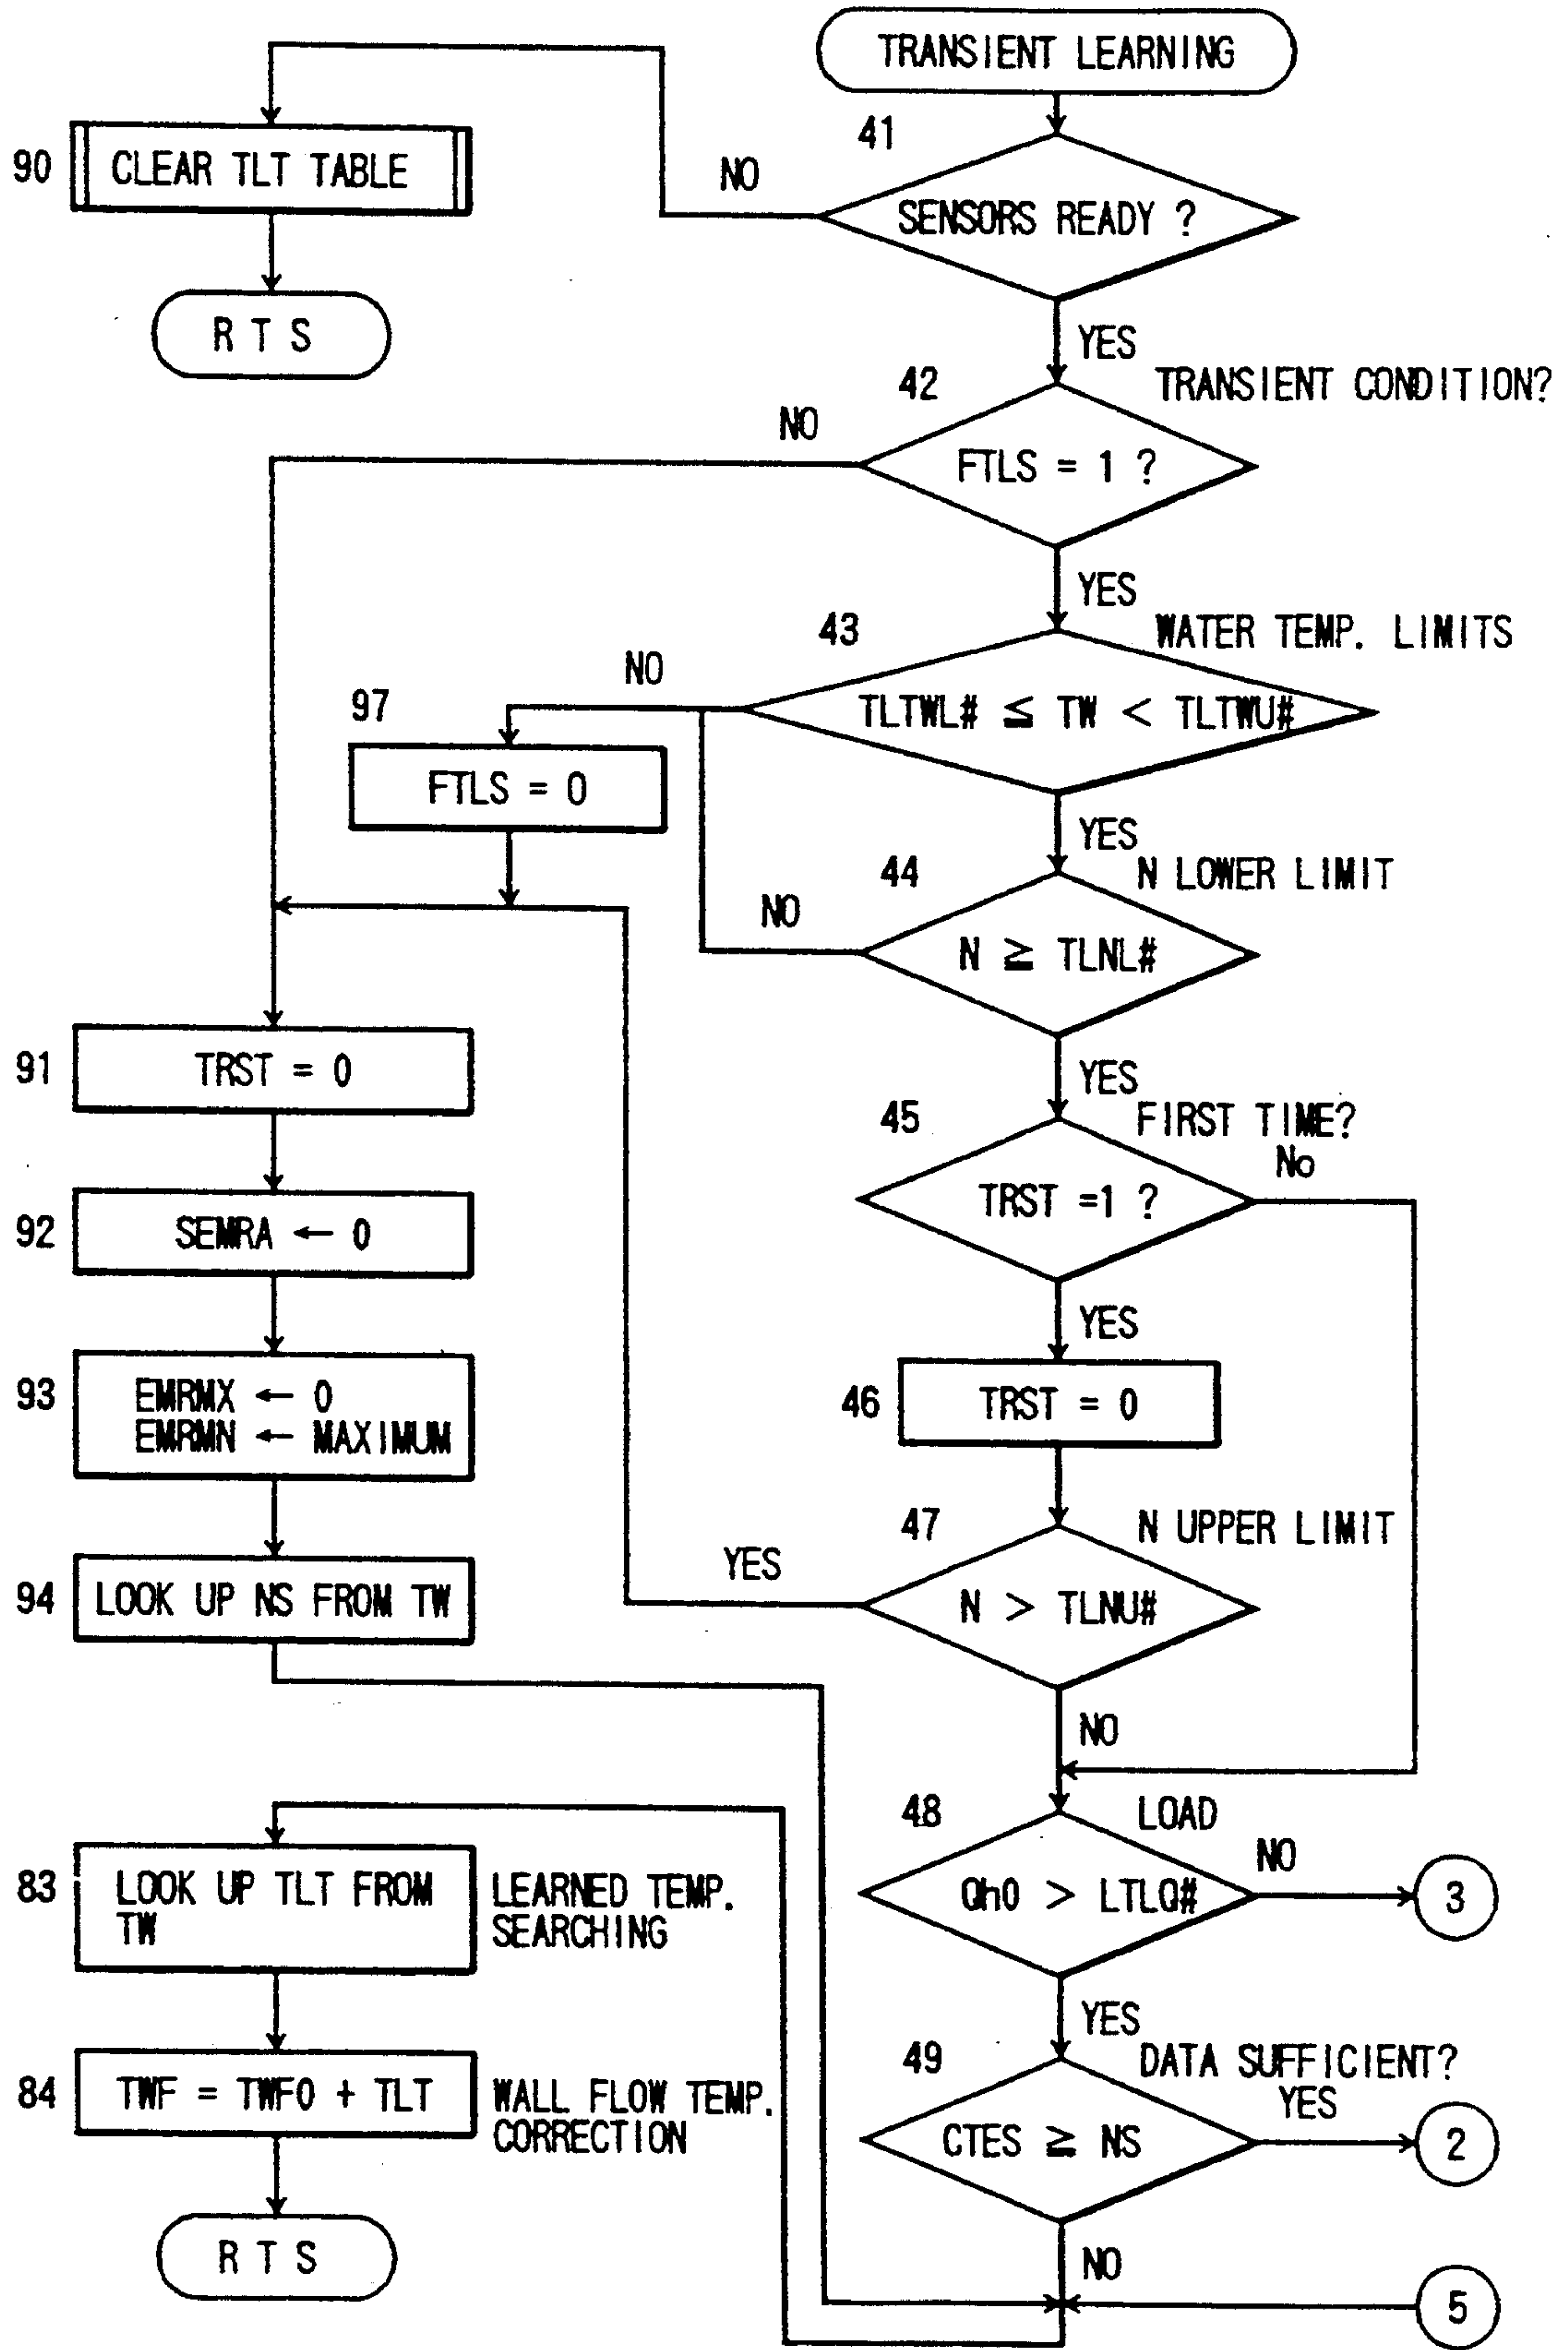 TRANSIENT LEARNING
41
SENSORS READY ?
NO
90
CLEAR TLT TABLE
R T S
YES
42
TRANSIENT CONDITION?
FTLS = 1 ?
NO
YES
43
WATER TEMP. LIMITS
TLTWL# ≦ TW < TLTWU#
NO
97
FTLS = 0
YES
44
N LOWER LIMIT
N ≧ TLNL#
NO
YES
91
TRST = 0
45
FIRST TIME?
No
TRST =1 ?
92
SEMRA ← 0
YES
93
EMRMX ← 0
EMRMN ← MAXIMUM
46
TRST = 0
47
N UPPER LIMIT
N > TLNU#
YES
94
LOOK UP NS FROM TW
NO
48
LOAD
Qh0 > LTLQ#
NO
3
83
LOOK UP TLT FROM
TW
LEARNED TEMP.
SEARCHING
YES
49
DATA SUFFICIENT?
YES
CTES ≧ NS
2
84
TWF = TWF0 + TLT
WALL FLOW TEMP.
CORRECTION
R T S
NO
5